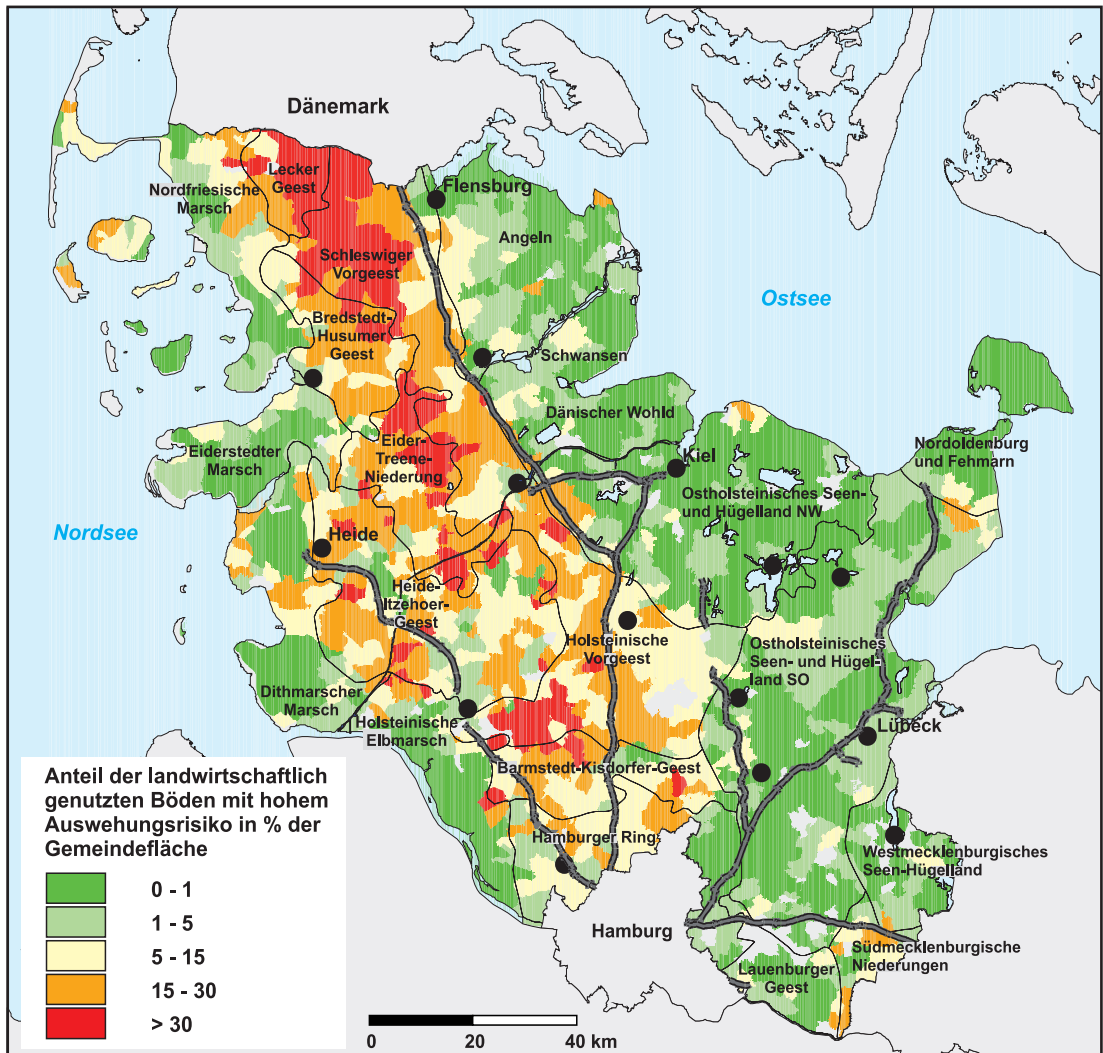 Dänemark
Lecker
Geest
Nordfriesische
Marsch
Flensburg
Angeln
Schleswiger
Vorgeest
Ostsee
Bredstedt-
Husumer
Geest
Schwansen
Dänischer Wohld
Eider-
Treene-
Niederung
Eiderstedter
Marsch
Kiel
Nordoldenburg
und Fehmarn
Ostholsteinisches Seen-
und Hügelland NW
Nordsee
Heide
Heide-
Itzehoer-
Geest
Holsteinische
Vorgeest
Ostholsteinisches
Seen- und Hügel-
land SO
Dithmarscher
Marsch
Holsteinische
Elbmarsch
Lübeck
Barmstedt-Kisdorfer-Geest
Hamburger Ring
Westmecklenburgisches
Seen-Hügelland
Hamburg
Südmecklenburgische
Niederungen
Lauenburger
Geest
Anteil der landwirtschaftlich
genutzten Böden mit hohem
Auswehungsrisiko in % der
Gemeindefläche
0 - 1
1 - 5
5 - 15
15 - 30
> 30
0 20 40 km